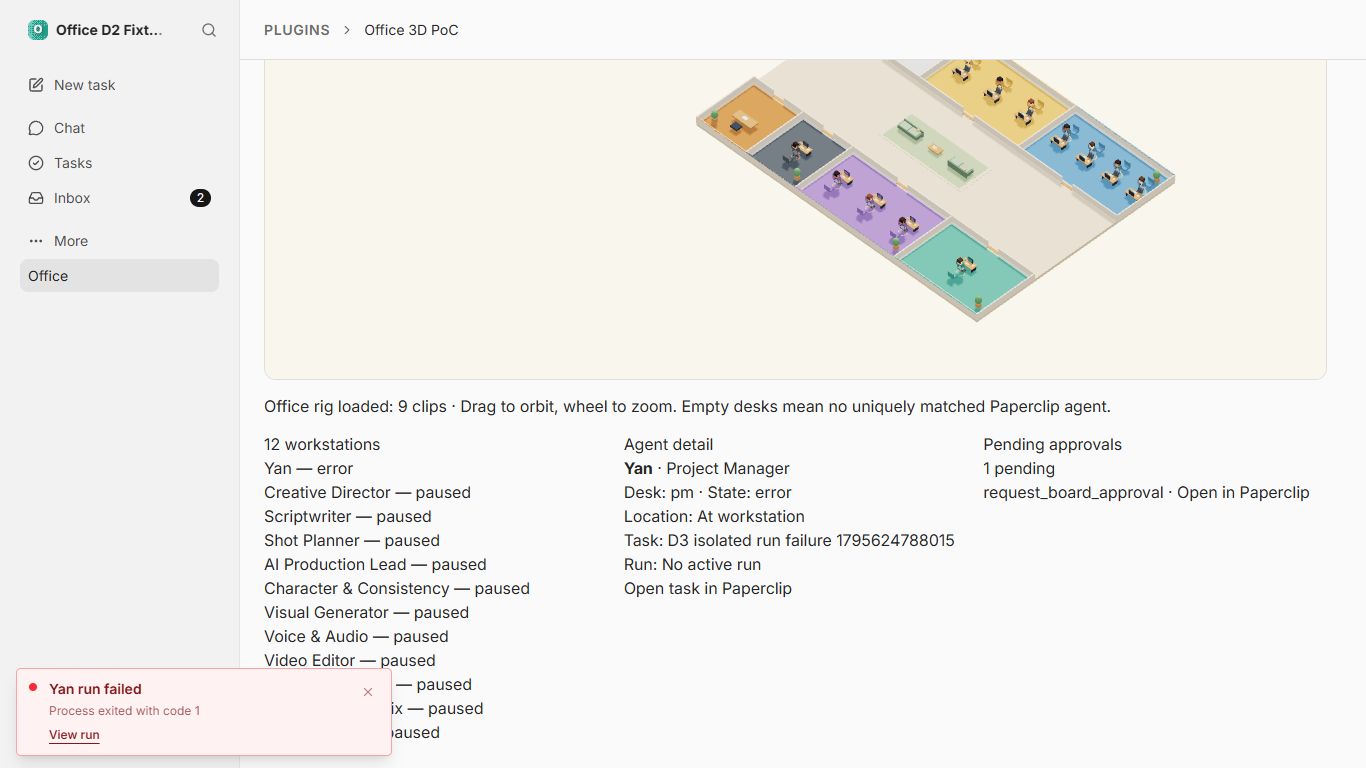 Office D2 Fixt...
PLUGINS > Office 3D PoC
New task
Chat
Tasks
Inbox 2
More
Office
Office rig loaded: 9 clips · Drag to orbit, wheel to zoom. Empty desks mean no uniquely matched Paperclip agent.
12 workstations
Yan — error
Creative Director — paused
Scriptwriter — paused
Shot Planner — paused
AI Production Lead — paused
Character & Consistency — paused
Visual Generator — paused
Voice & Audio — paused
Video Editor — paused
— paused
ix — paused
paused
Agent detail
Yan · Project Manager
Desk: pm · State: error
Location: At workstation
Task: D3 isolated run failure 1795624788015
Run: No active run
Open task in Paperclip
Pending approvals
1 pending
request_board_approval · Open in Paperclip
Yan run failed
Process exited with code 1
View run